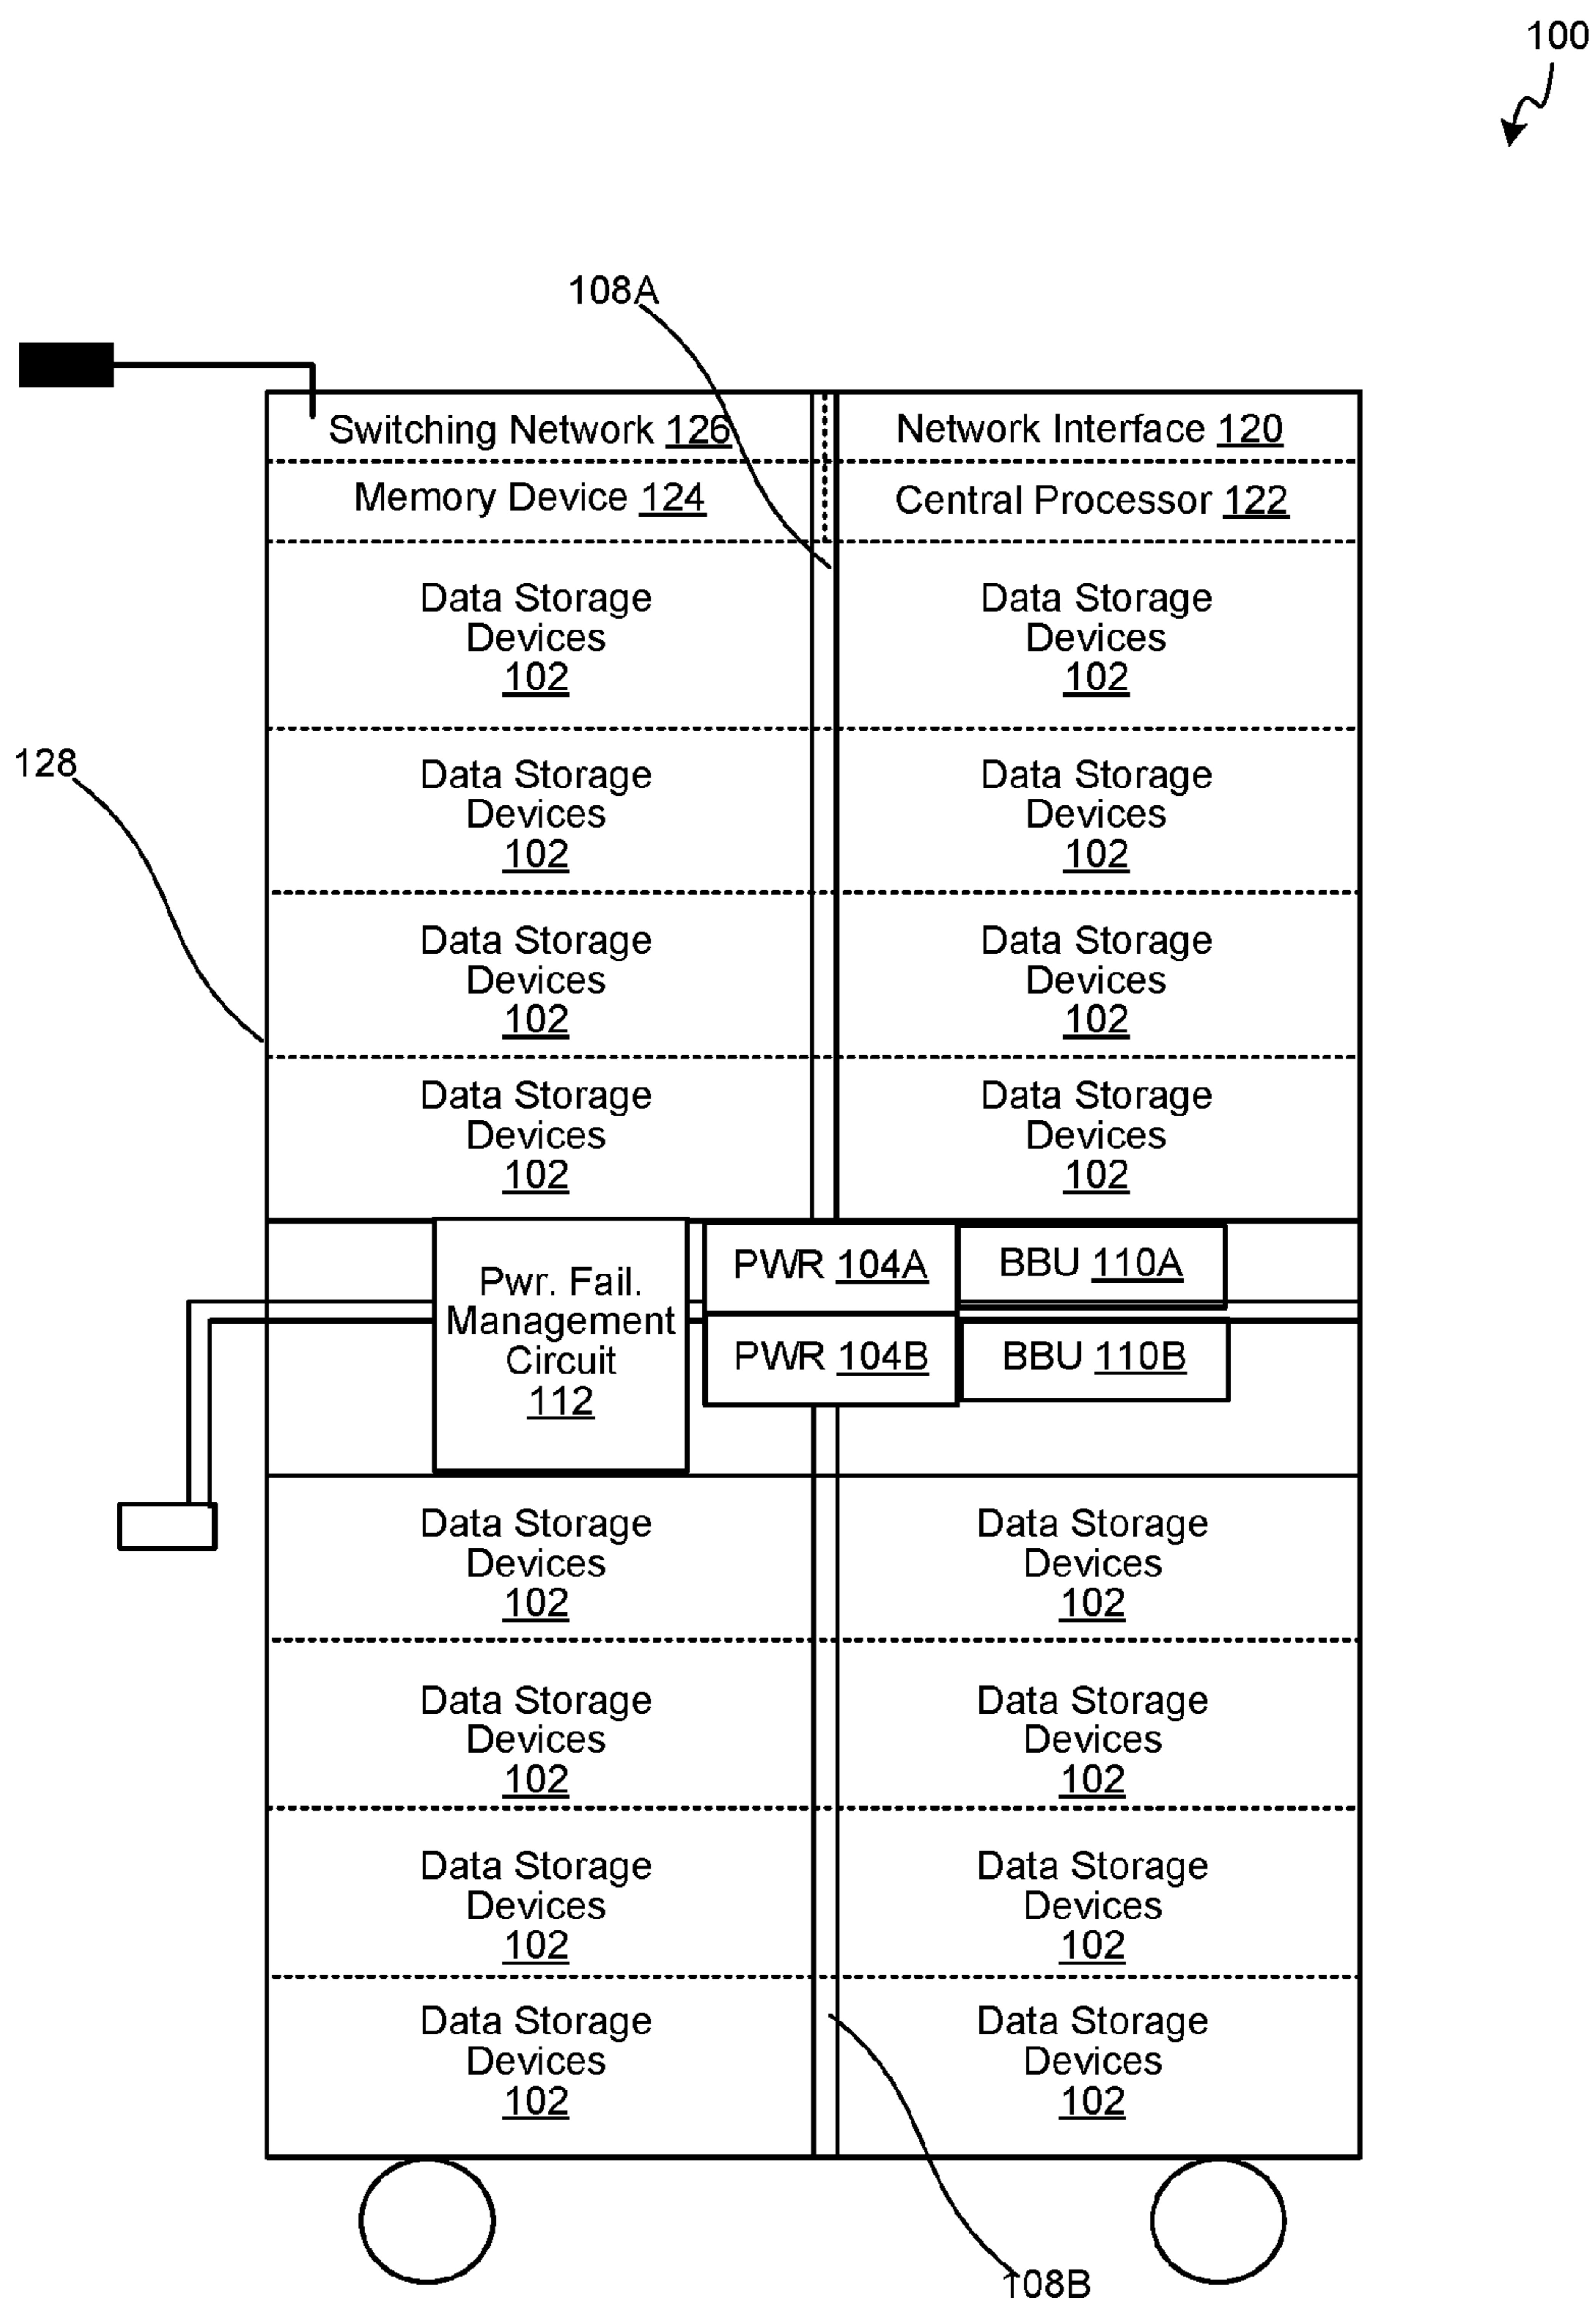 100
108A
Switching Network 126
Network Interface 120
Memory Device 124
Central Processor 122
Data Storage
Devices
102
Data Storage
Devices
102
128
Data Storage
Devices
102
Data Storage
Devices
102
Data Storage
Devices
102
Data Storage
Devices
102
Data Storage
Devices
102
Data Storage
Devices
102
Pwr. Fail.
Management
Circuit
112
PWR 104A
BBU 110A
PWR 104B
BBU 110B
Data Storage
Devices
102
Data Storage
Devices
102
Data Storage
Devices
102
Data Storage
Devices
102
Data Storage
Devices
102
Data Storage
Devices
102
Data Storage
Devices
102
Data Storage
Devices
102
108B